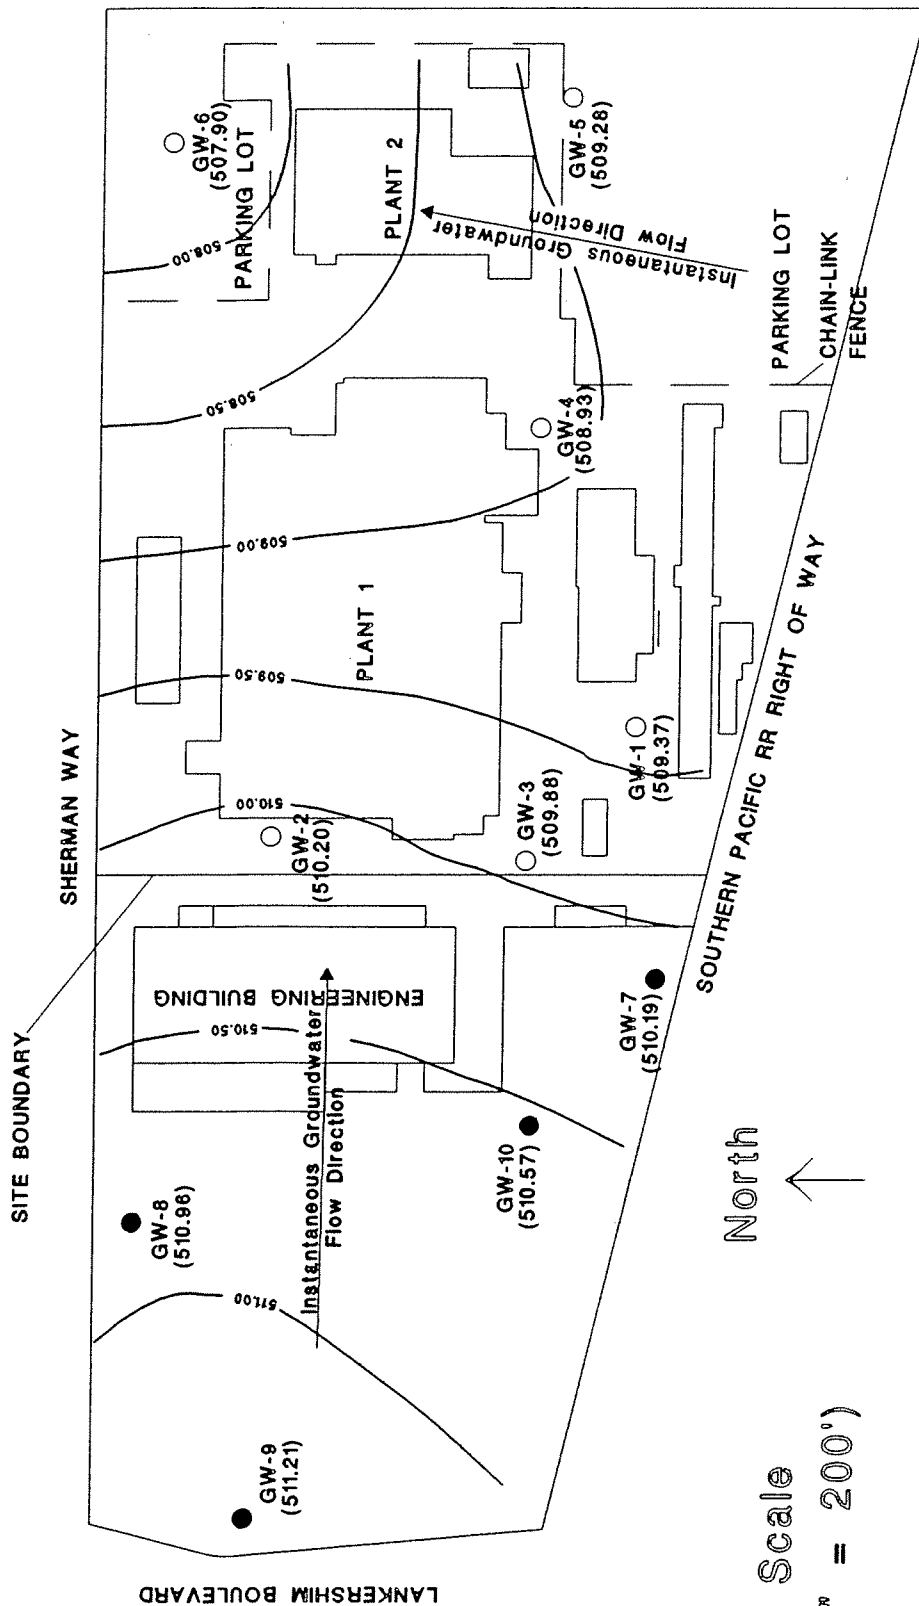 SHERMAN WAY
SITE BOUNDARY
LANKERSHIM BOULEVARD
GW-9
(511.21)
511.00
GW-8
(510.96)
Instantaneous Groundwater
Flow Direction
510.50
ENGINEERING BUILDING
GW-10
(510.57)
GW-7
(510.19)
GW-2
(510.20)
510.00
GW-3
(509.88)
GW-1
(509.37)
509.50
PLANT 1
509.00
GW-4
(508.93)
508.50
508.00
GW-6
(507.90)
PARKING LOT
PLANT 2
GW-5
(509.28)
Instantaneous Groundwater
Flow Direction
PARKING LOT
CHAIN-LINK
FENCE
SOUTHERN PACIFIC RR RIGHT OF WAY
North
Scale
= 200')